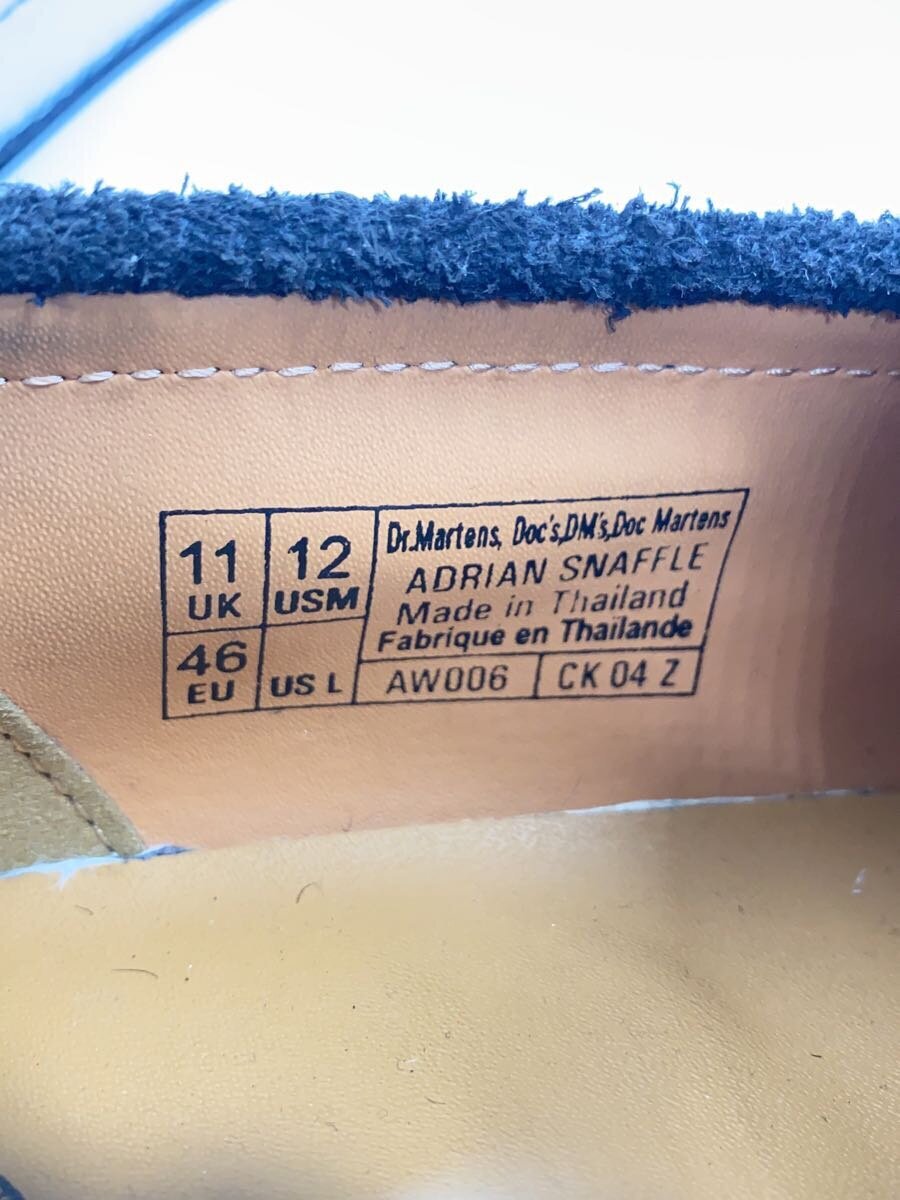 11
UK
12
USM
46
EU
US L
Dr.Martens, Doc's,DM's,Doc Martens
ADRIAN SNAFFLE
Made in Thailand
Fabrique en Thaïlande
AW006
CK 04 Z